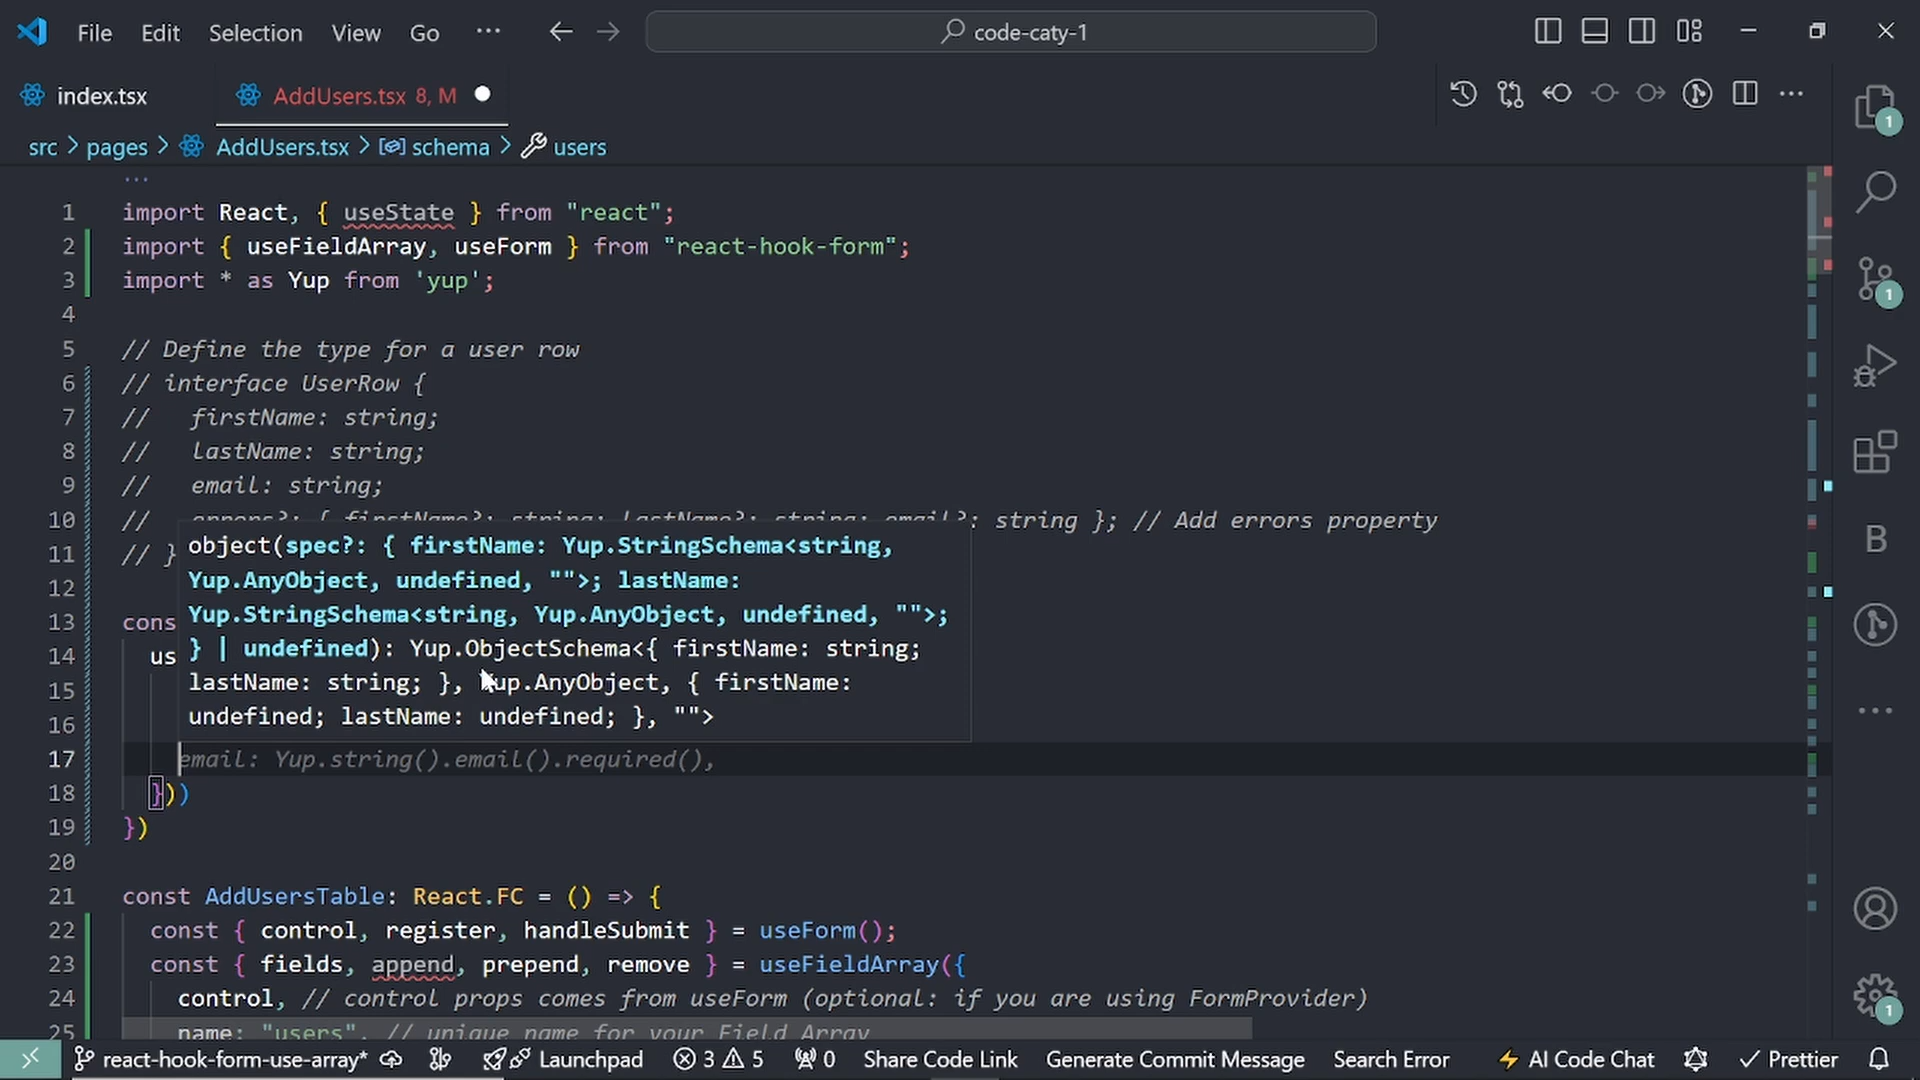 File Edit Selection View Go ··· code-caty-1
index.tsx AddUsers.tsx 8, M
src > pages > AddUsers.tsx > schema > users
1 import React, { useState } from "react";
2 import { useFieldArray, useForm } from "react-hook-form";
3 import * as Yup from 'yup';
4
5 // Define the type for a user row
6 // interface UserRow {
7 // firstName: string;
8 // lastName: string;
9 // email: string;
10 // errors?: { firstName?: string; lastName?: string; email?: string }; // Add errors property
11 // }
object(spec?: { firstName: Yup.StringSchema<string,
12
Yup.AnyObject, undefined, "">; lastName:
13 cons
Yup.StringSchema<string, Yup.AnyObject, undefined, "">;
14 us
} | undefined): Yup.ObjectSchema<{ firstName: string;
15
lastName: string; }, Yup.AnyObject, { firstName:
16
undefined; lastName: undefined; }, "">
17 email: Yup.string().email().required(),
18 }))
19 })
20
21 const AddUsersTable: React.FC = () => {
22 const { control, register, handleSubmit } = useForm();
23 const { fields, append, prepend, remove } = useFieldArray({
24 control, // control props comes from useForm (optional: if you are using FormProvider)
25 name: "users", // unique name for your Field Array
1
1
B
1
react-hook-form-use-array* Launchpad 3 5 0 Share Code Link Generate Commit Message Search Error AI Code Chat Prettier